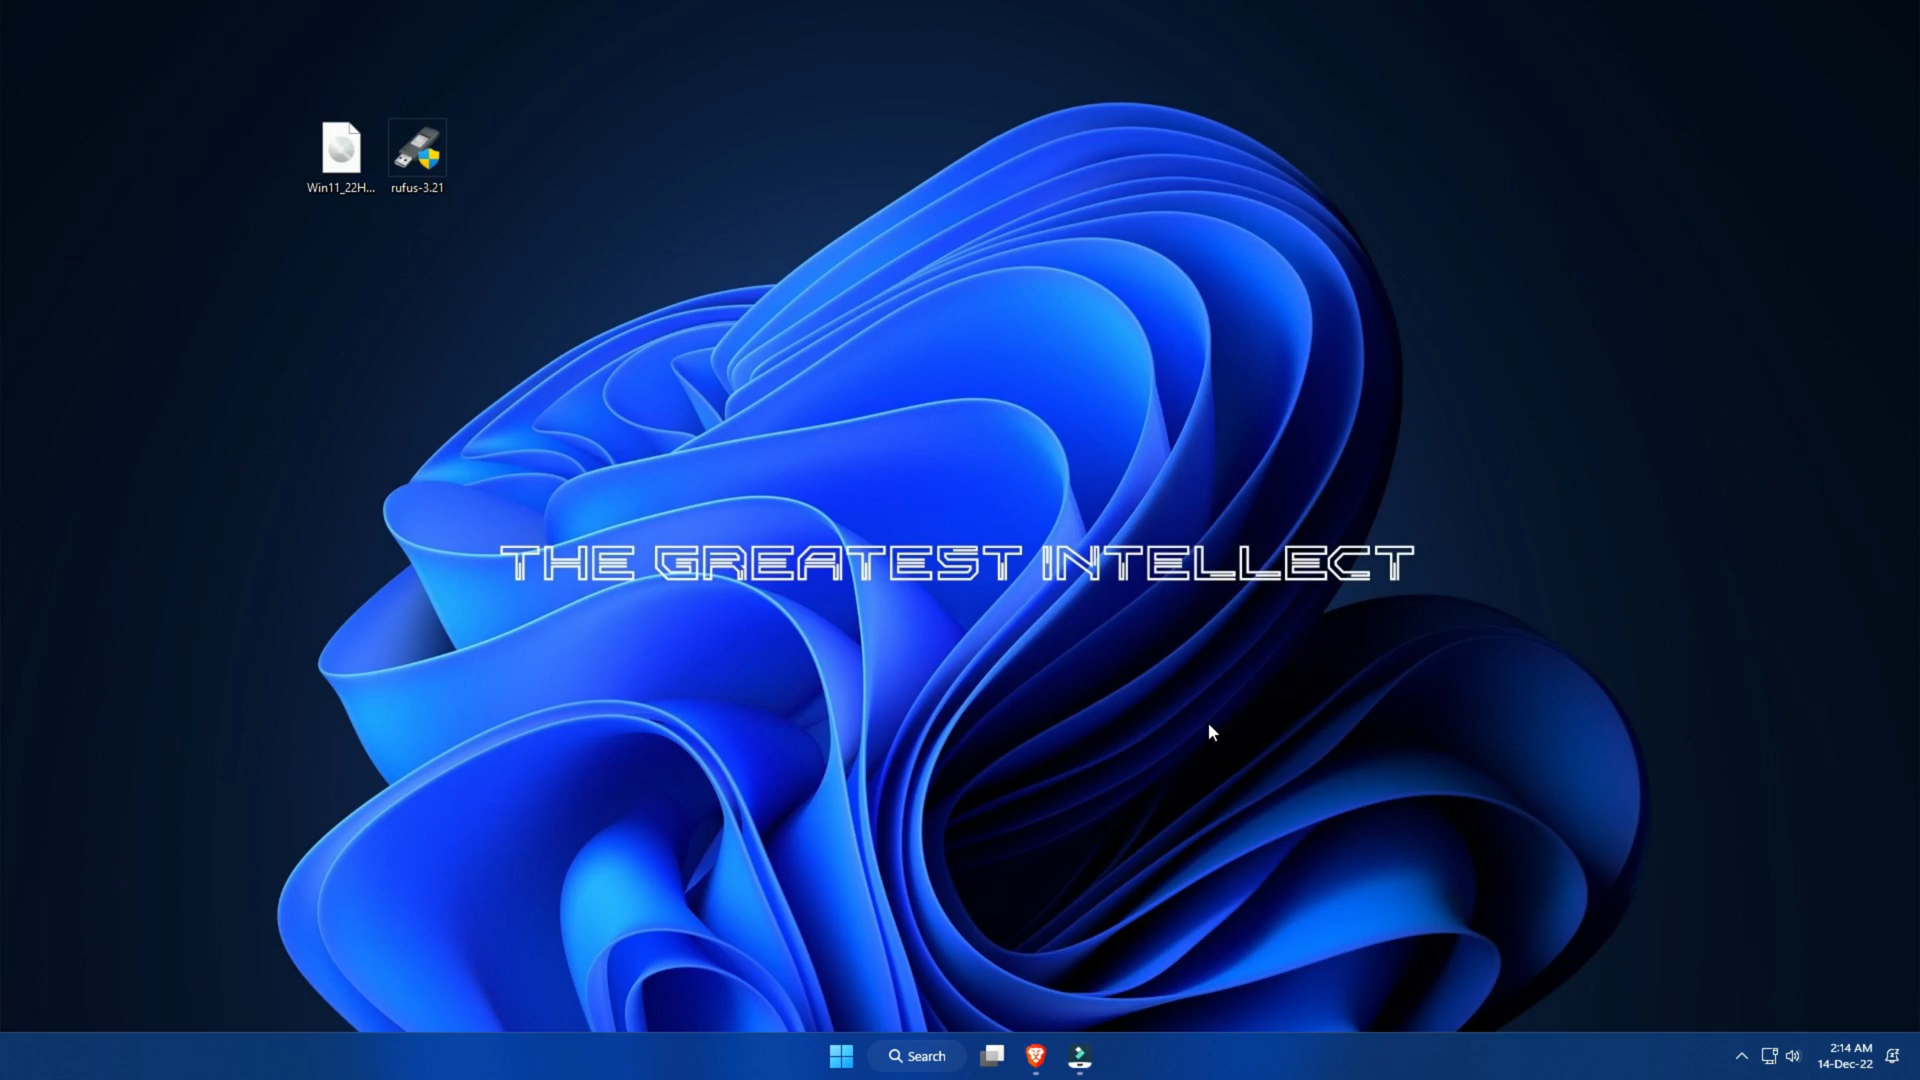 Win11_22H...
rufus-3.21
THE GREATEST INTELLECT
Search
2:14 AM
14-Dec-22